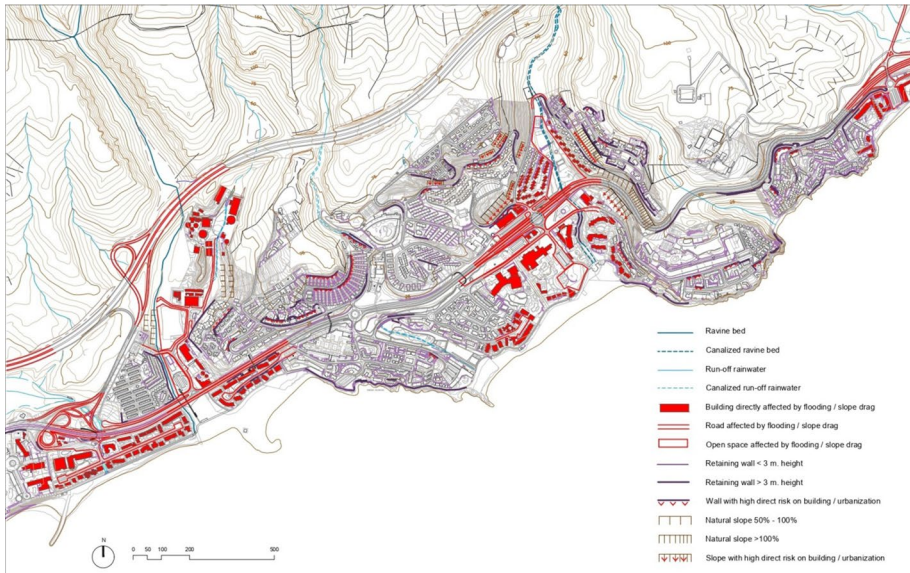 Ravine bed
Canalized ravine bed
Run-off rainwater
Canalized run-off rainwater
Building directly affected by flooding / slope drag
Road affected by flooding / slope drag
Open space affected by flooding / slope drag
Retaining wall < 3 m. height
Retaining wall > 3 m. height
Wall with high direct risk on building / urbanization
Natural slope 50% - 100%
Natural slope >100%
Slope with high direct risk on building / urbanization
0 50 100 200 500